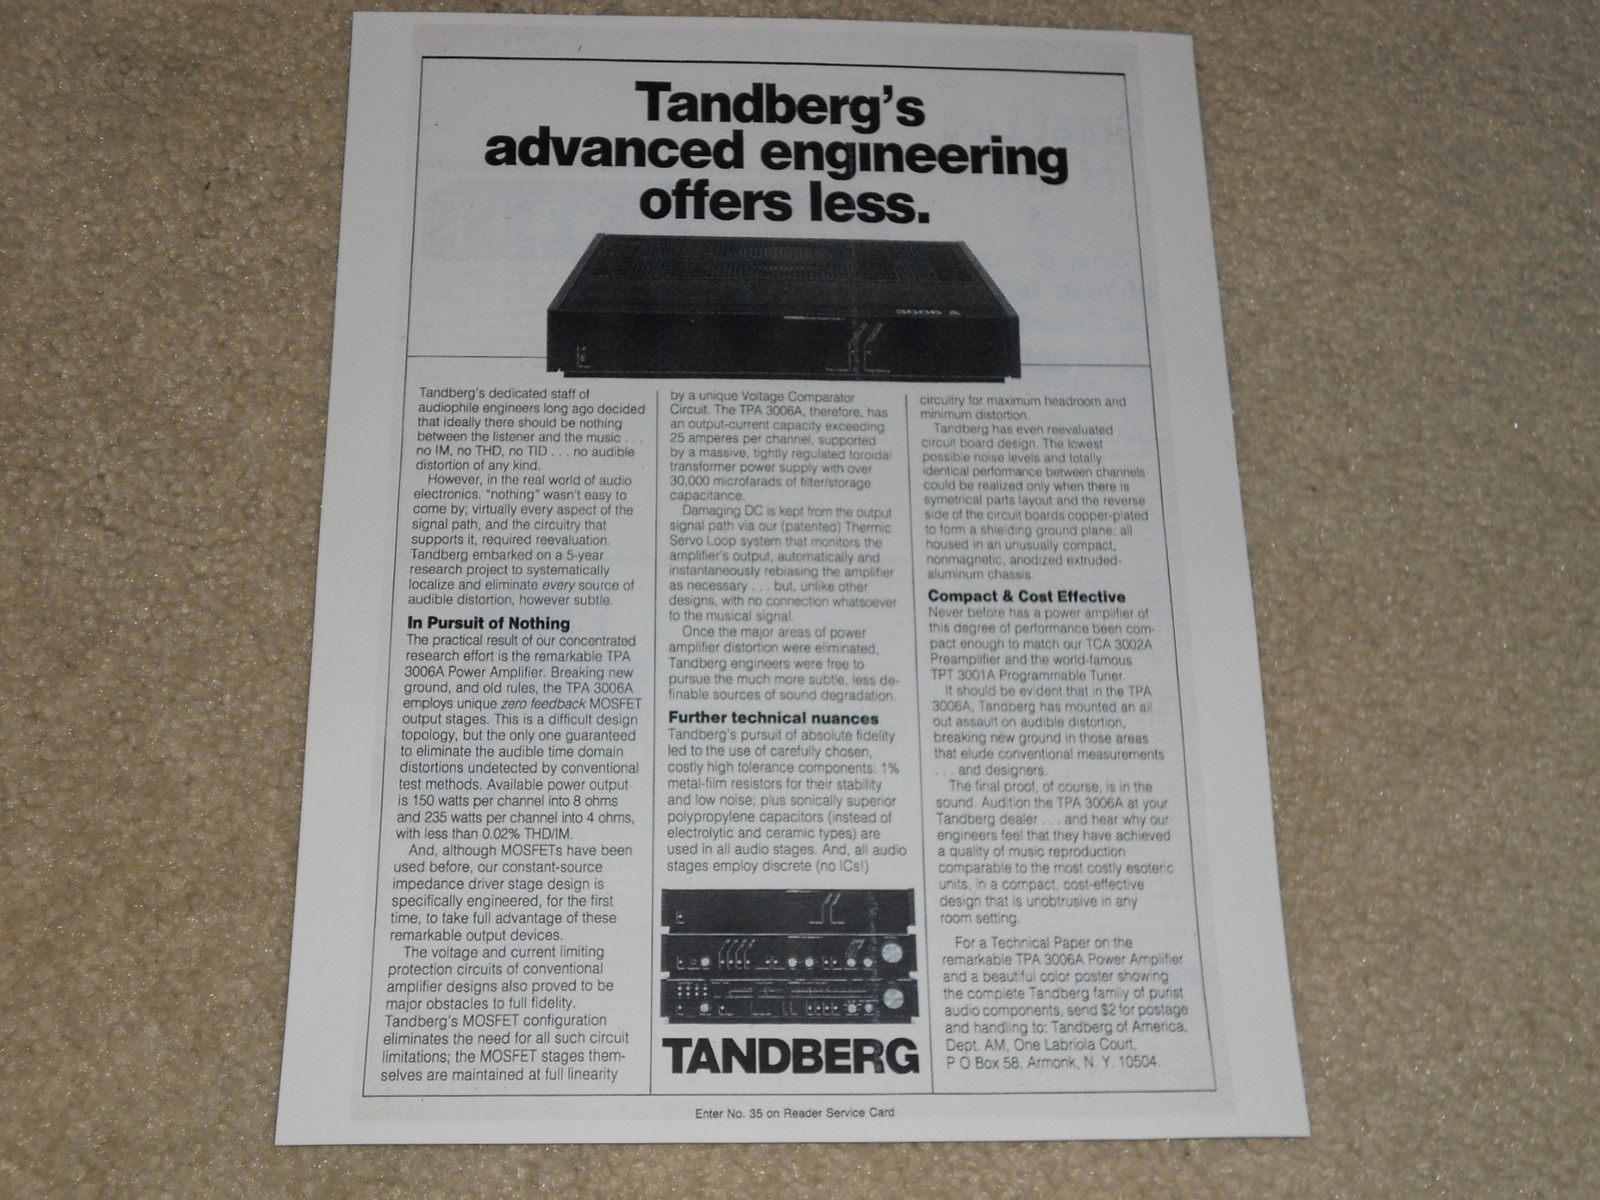 Tandberg's
advanced engineering
offers less.
3006 A
Tandberg's dedicated staff of
audiophile engineers long ago decided
that ideally there should be nothing
between the listener and the music . . .
no IM, no THD, no TID . . . no audible
distortion of any kind.
However, in the real world of audio
electronics, "nothing" wasn't easy to
come by; virtually every aspect of the
signal path, and the circuitry that
supports it, required reevaluation.
Tandberg embarked on a 5-year
research project to systematically
localize and eliminate every source of
audible distortion, however subtle.
In Pursuit of Nothing
The practical result of our concentrated
research effort is the remarkable TPA
3006A Power Amplifier. Breaking new
ground, and old rules, the TPA 3006A
employs unique zero feedback MOSFET
output stages. This is a difficult design
topology, but the only one guaranteed
to eliminate the audible time domain
distortions undetected by conventional
test methods. Available power output
is 150 watts per channel into 8 ohms
and 235 watts per channel into 4 ohms,
with less than 0.02% THD/IM.
And, although MOSFETs have been
used before, our constant-source
impedance driver stage design is
specifically engineered, for the first
time, to take full advantage of these
remarkable output devices.
The voltage and current limiting
protection circuits of conventional
amplifier designs also proved to be
major obstacles to full fidelity.
Tandberg's MOSFET configuration
eliminates the need for all such circuit
limitations; the MOSFET stages them-
selves are maintained at full linearity
by a unique Voltage Comparator
Circuit. The TPA 3006A, therefore, has
an output-current capacity exceeding
25 amperes per channel, supported
by a massive, tightly regulated toroidal
transformer power supply with over
30,000 microfarads of filter/storage
capacitance.
Damaging DC is kept from the output
signal path via our (patented) Thermic
Servo Loop system that monitors the
amplifier's output, automatically and
instantaneously rebiasing the amplifier
as necessary . . . but, unlike other
designs, with no connection whatsoever
to the musical signal.
Once the major areas of power
amplifier distortion were eliminated,
Tandberg engineers were free to
pursue the much more subtle, less de-
finable sources of sound degradation.
Further technical nuances
Tandberg's pursuit of absolute fidelity
led to the use of carefully chosen,
costly high tolerance components: 1%
metal-film resistors for their stability
and low noise; plus sonically superior
polypropylene capacitors (instead of
electrolytic and ceramic types) are
used in all audio stages. And, all audio
stages employ discrete (no ICs!)
TANDBERG
circuitry for maximum headroom and
minimum distortion.
Tandberg has even reevaluated
circuit board design. The lowest
possible noise levels and totally
identical performance between channels
could be realized only when there is
symetrical parts layout and the reverse
side of the circuit boards copper-plated
to form a shielding ground plane; all
housed in an unusually compact,
nonmagnetic, anodized extruded-
aluminum chassis.
Compact & Cost Effective
Never before has a power amplifier of
this degree of performance been com-
pact enough to match our TCA 3002A
Preamplifier and the world-famous
TPT 3001A Programmable Tuner.
It should be evident that in the TPA
3006A, Tandberg has mounted an all
out assault on audible distortion,
breaking new ground in those areas
that elude conventional measurements
. . . and designers.
The final proof, of course, is in the
sound. Audition the TPA 3006A at your
Tandberg dealer . . . and hear why our
engineers feel that they have achieved
a quality of music reproduction
comparable to the most costly esoteric
units, in a compact, cost-effective
design that is unobtrusive in any
room setting.
For a Technical Paper on the
remarkable TPA 3006A Power Amplifier
and a beautiful color poster showing
the complete Tandberg family of purist
audio components, send $2 for postage
and handling to: Tandberg of America,
Dept. AM, One Labriola Court,
P O Box 58, Armonk, N. Y. 10504.
Enter No. 35 on Reader Service Card